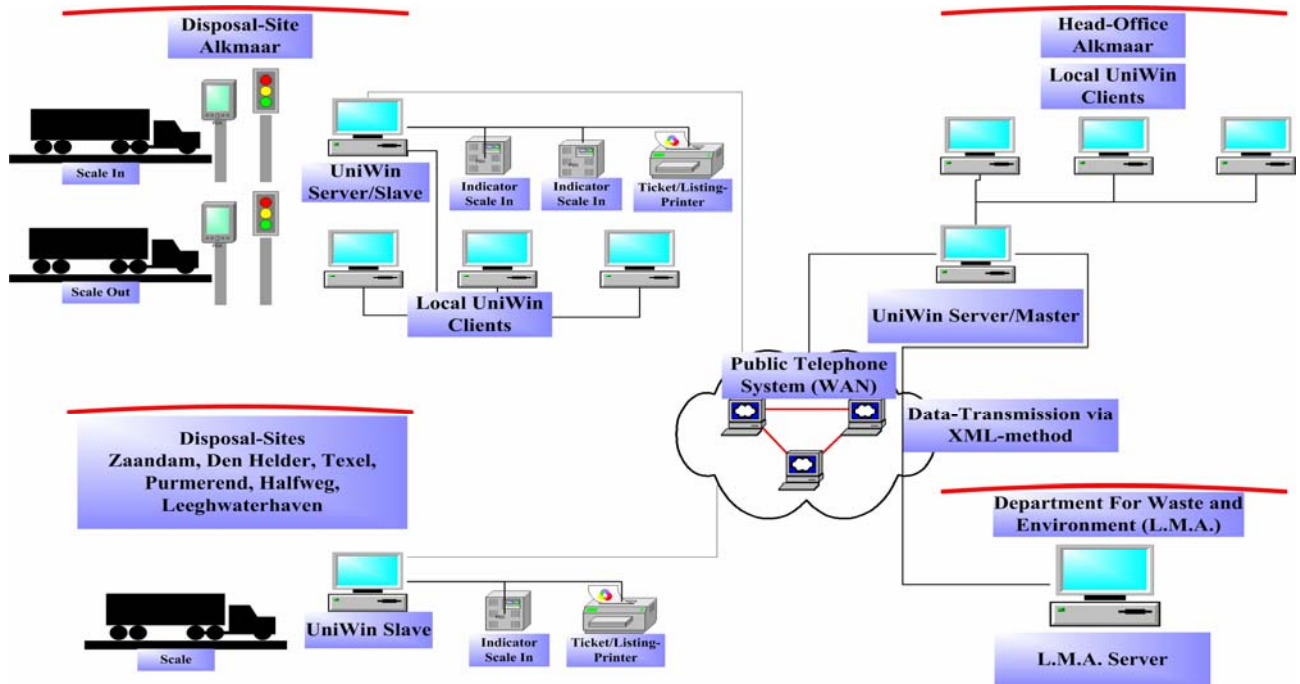 Disposal-Site
Alkmaar
Scale In
Scale Out
UniWin
Server/Slave
Indicator
Scale In
Indicator
Scale In
Ticket/Listing-
Printer
Local UniWin
Clients
Head-Office
Alkmaar
Local UniWin
Clients
UniWin Server/Master
Public Telephone
System (WAN)
Data-Transmission via
XML-method
Disposal-Sites
Zaandam, Den Helder, Texel,
Purmerend, Halfweg,
Leeghwaterhaven
Scale
UniWin Slave
Indicator
Scale In
Ticket/Listing-
Printer
Department For Waste and
Environment (L.M.A.)
L.M.A. Server